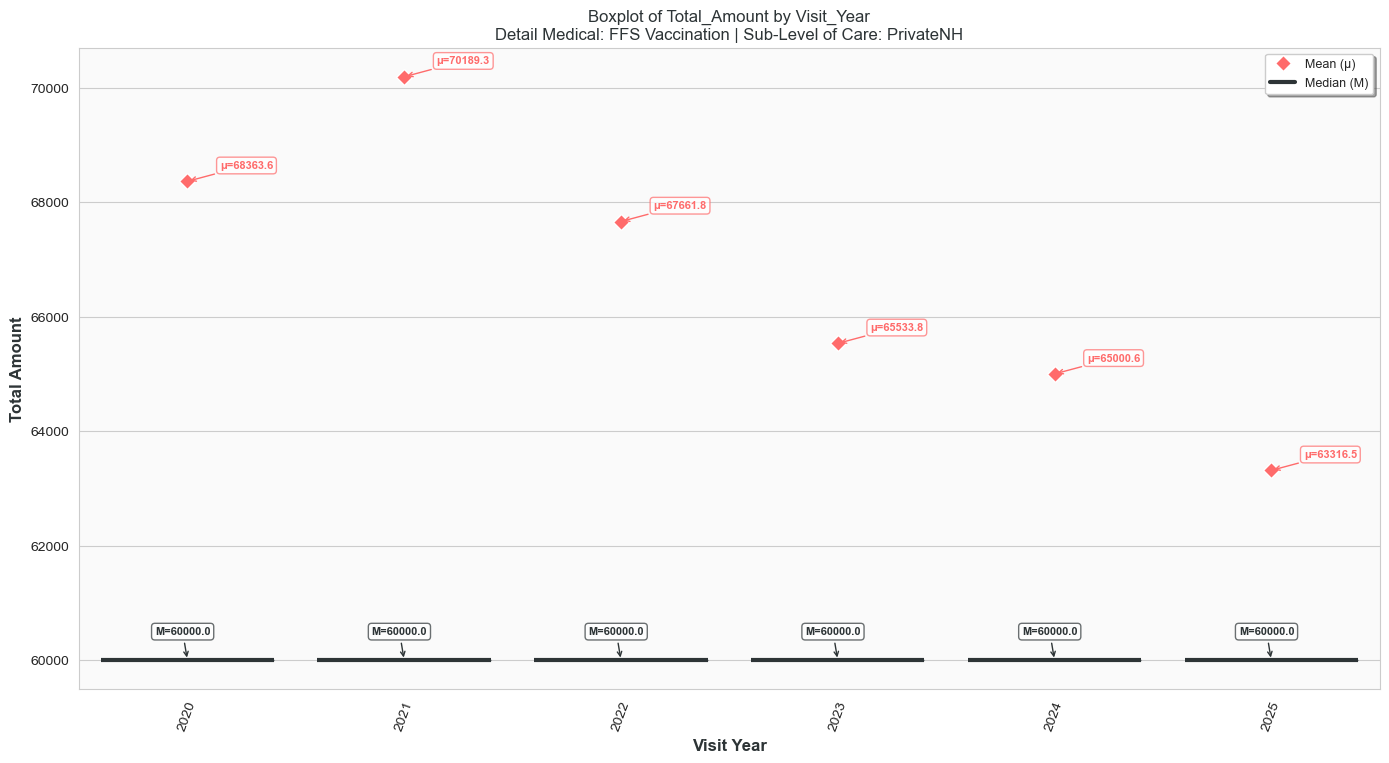 Boxplot of Total_Amount by Visit_Year
Detail Medical: FFS Vaccination | Sub-Level of Care: PrivateNH
Mean (μ)
Median (M)
Total Amount
70000
68000
66000
64000
62000
60000
μ=68363.6
μ=70189.3
μ=67661.8
μ=65533.8
μ=65000.6
μ=63316.5
M=60000.0
M=60000.0
M=60000.0
M=60000.0
M=60000.0
M=60000.0
2020
2021
2022
2023
2024
2025
Visit Year